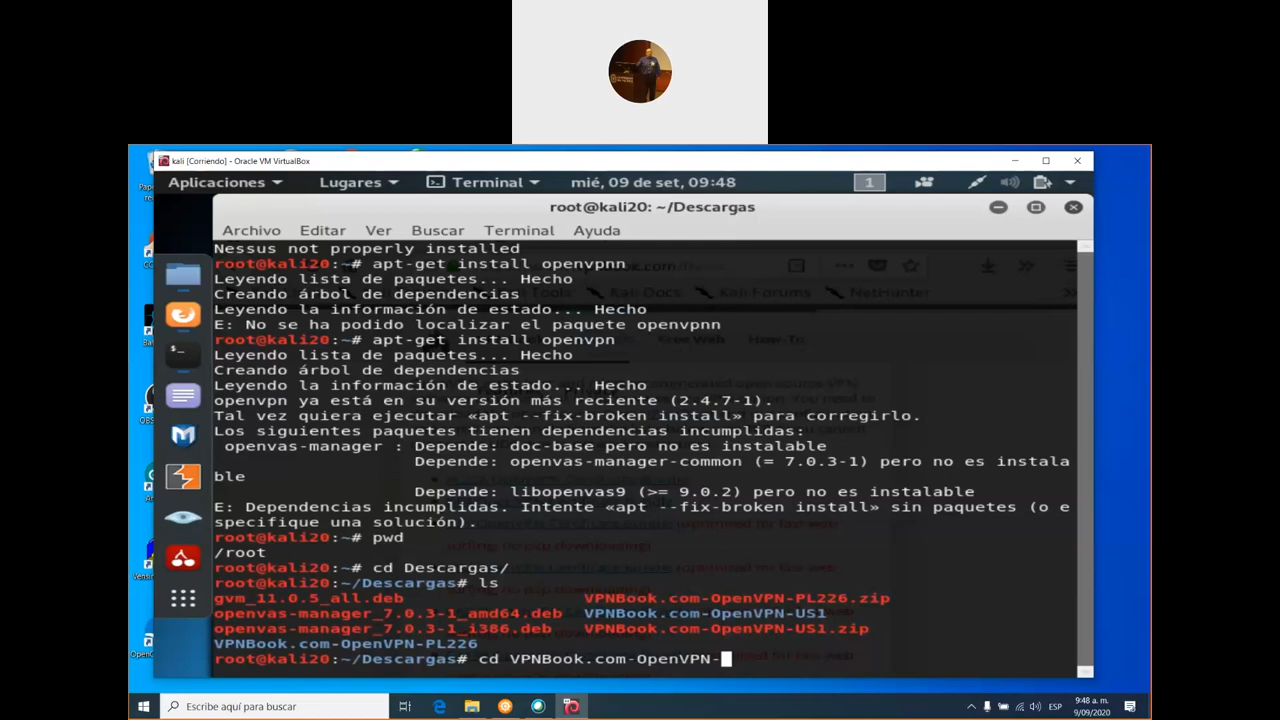 kali [Corriendo] - Oracle VM VirtualBox
Aplicaciones Lugares Terminal mié, 09 de set, 09:48 1
root@kali20: ~/Descargas
Archivo Editar Ver Buscar Terminal Ayuda
Nessus not properly installed
root@kali20:~# apt-get install openvpnn
Leyendo lista de paquetes... Hecho
Creando árbol de dependencias
Leyendo la información de estado... Hecho
E: No se ha podido localizar el paquete openvpnn
root@kali20:~# apt-get install openvpn
Leyendo lista de paquetes... Hecho
Creando árbol de dependencias
Leyendo la información de estado... Hecho
openvpn ya está en su versión más reciente (2.4.7-1).
Tal vez quiera ejecutar «apt --fix-broken install» para corregirlo.
Los siguientes paquetes tienen dependencias incumplidas:
openvas-manager : Depende: doc-base pero no es instalable
Depende: openvas-manager-common (= 7.0.3-1) pero no es instala
ble
Depende: libopenvas9 (>= 9.0.2) pero no es instalable
E: Dependencias incumplidas. Intente «apt --fix-broken install» sin paquetes (o e
specifique una solución).
root@kali20:~# pwd
/root
root@kali20:~# cd Descargas/
root@kali20:~/Descargas# ls
gvm_11.0.5_all.deb VPNBook.com-OpenVPN-PL226.zip
openvas-manager_7.0.3-1_amd64.deb VPNBook.com-OpenVPN-US1
openvas-manager_7.0.3-1_i386.deb VPNBook.com-OpenVPN-US1.zip
VPNBook.com-OpenVPN-PL226
root@kali20:~/Descargas# cd VPNBook.com-OpenVPN-
Escribe aquí para buscar
ESP
9:48 a. m.
9/09/2020